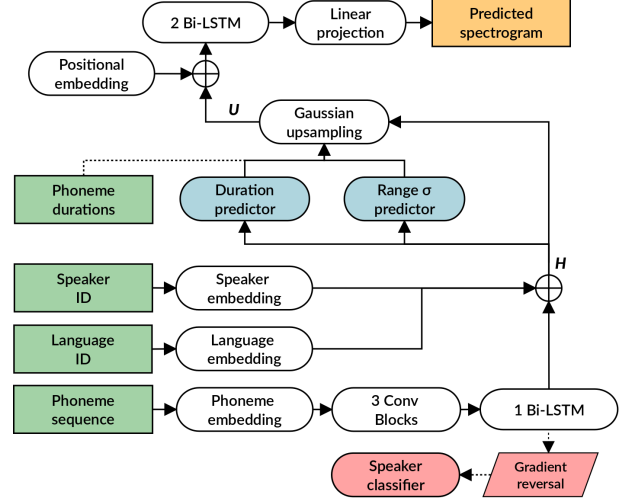 2 Bi-LSTM
Linear
projection
Predicted
spectrogram
Positional
embedding
U
Gaussian
upsampling
Phoneme
durations
Duration
predictor
Range σ
predictor
H
Speaker
ID
Speaker
embedding
Language
ID
Language
embedding
Phoneme
sequence
Phoneme
embedding
3 Conv
Blocks
1 Bi-LSTM
Speaker
classifier
Gradient
reversal